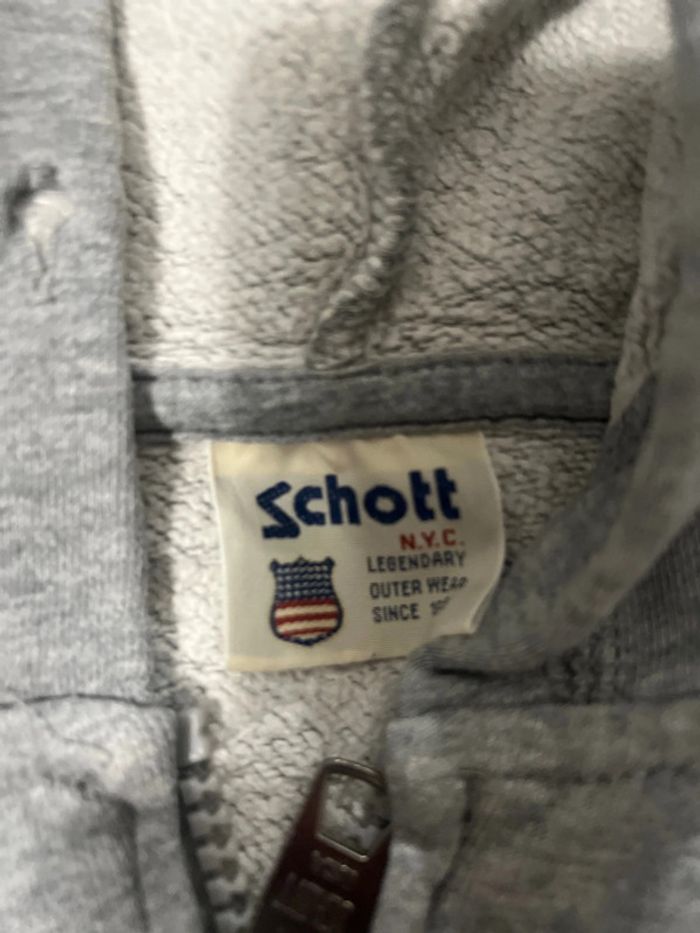 Schott
N.Y.C.
LEGENDARY
OUTER WEAR
SINCE